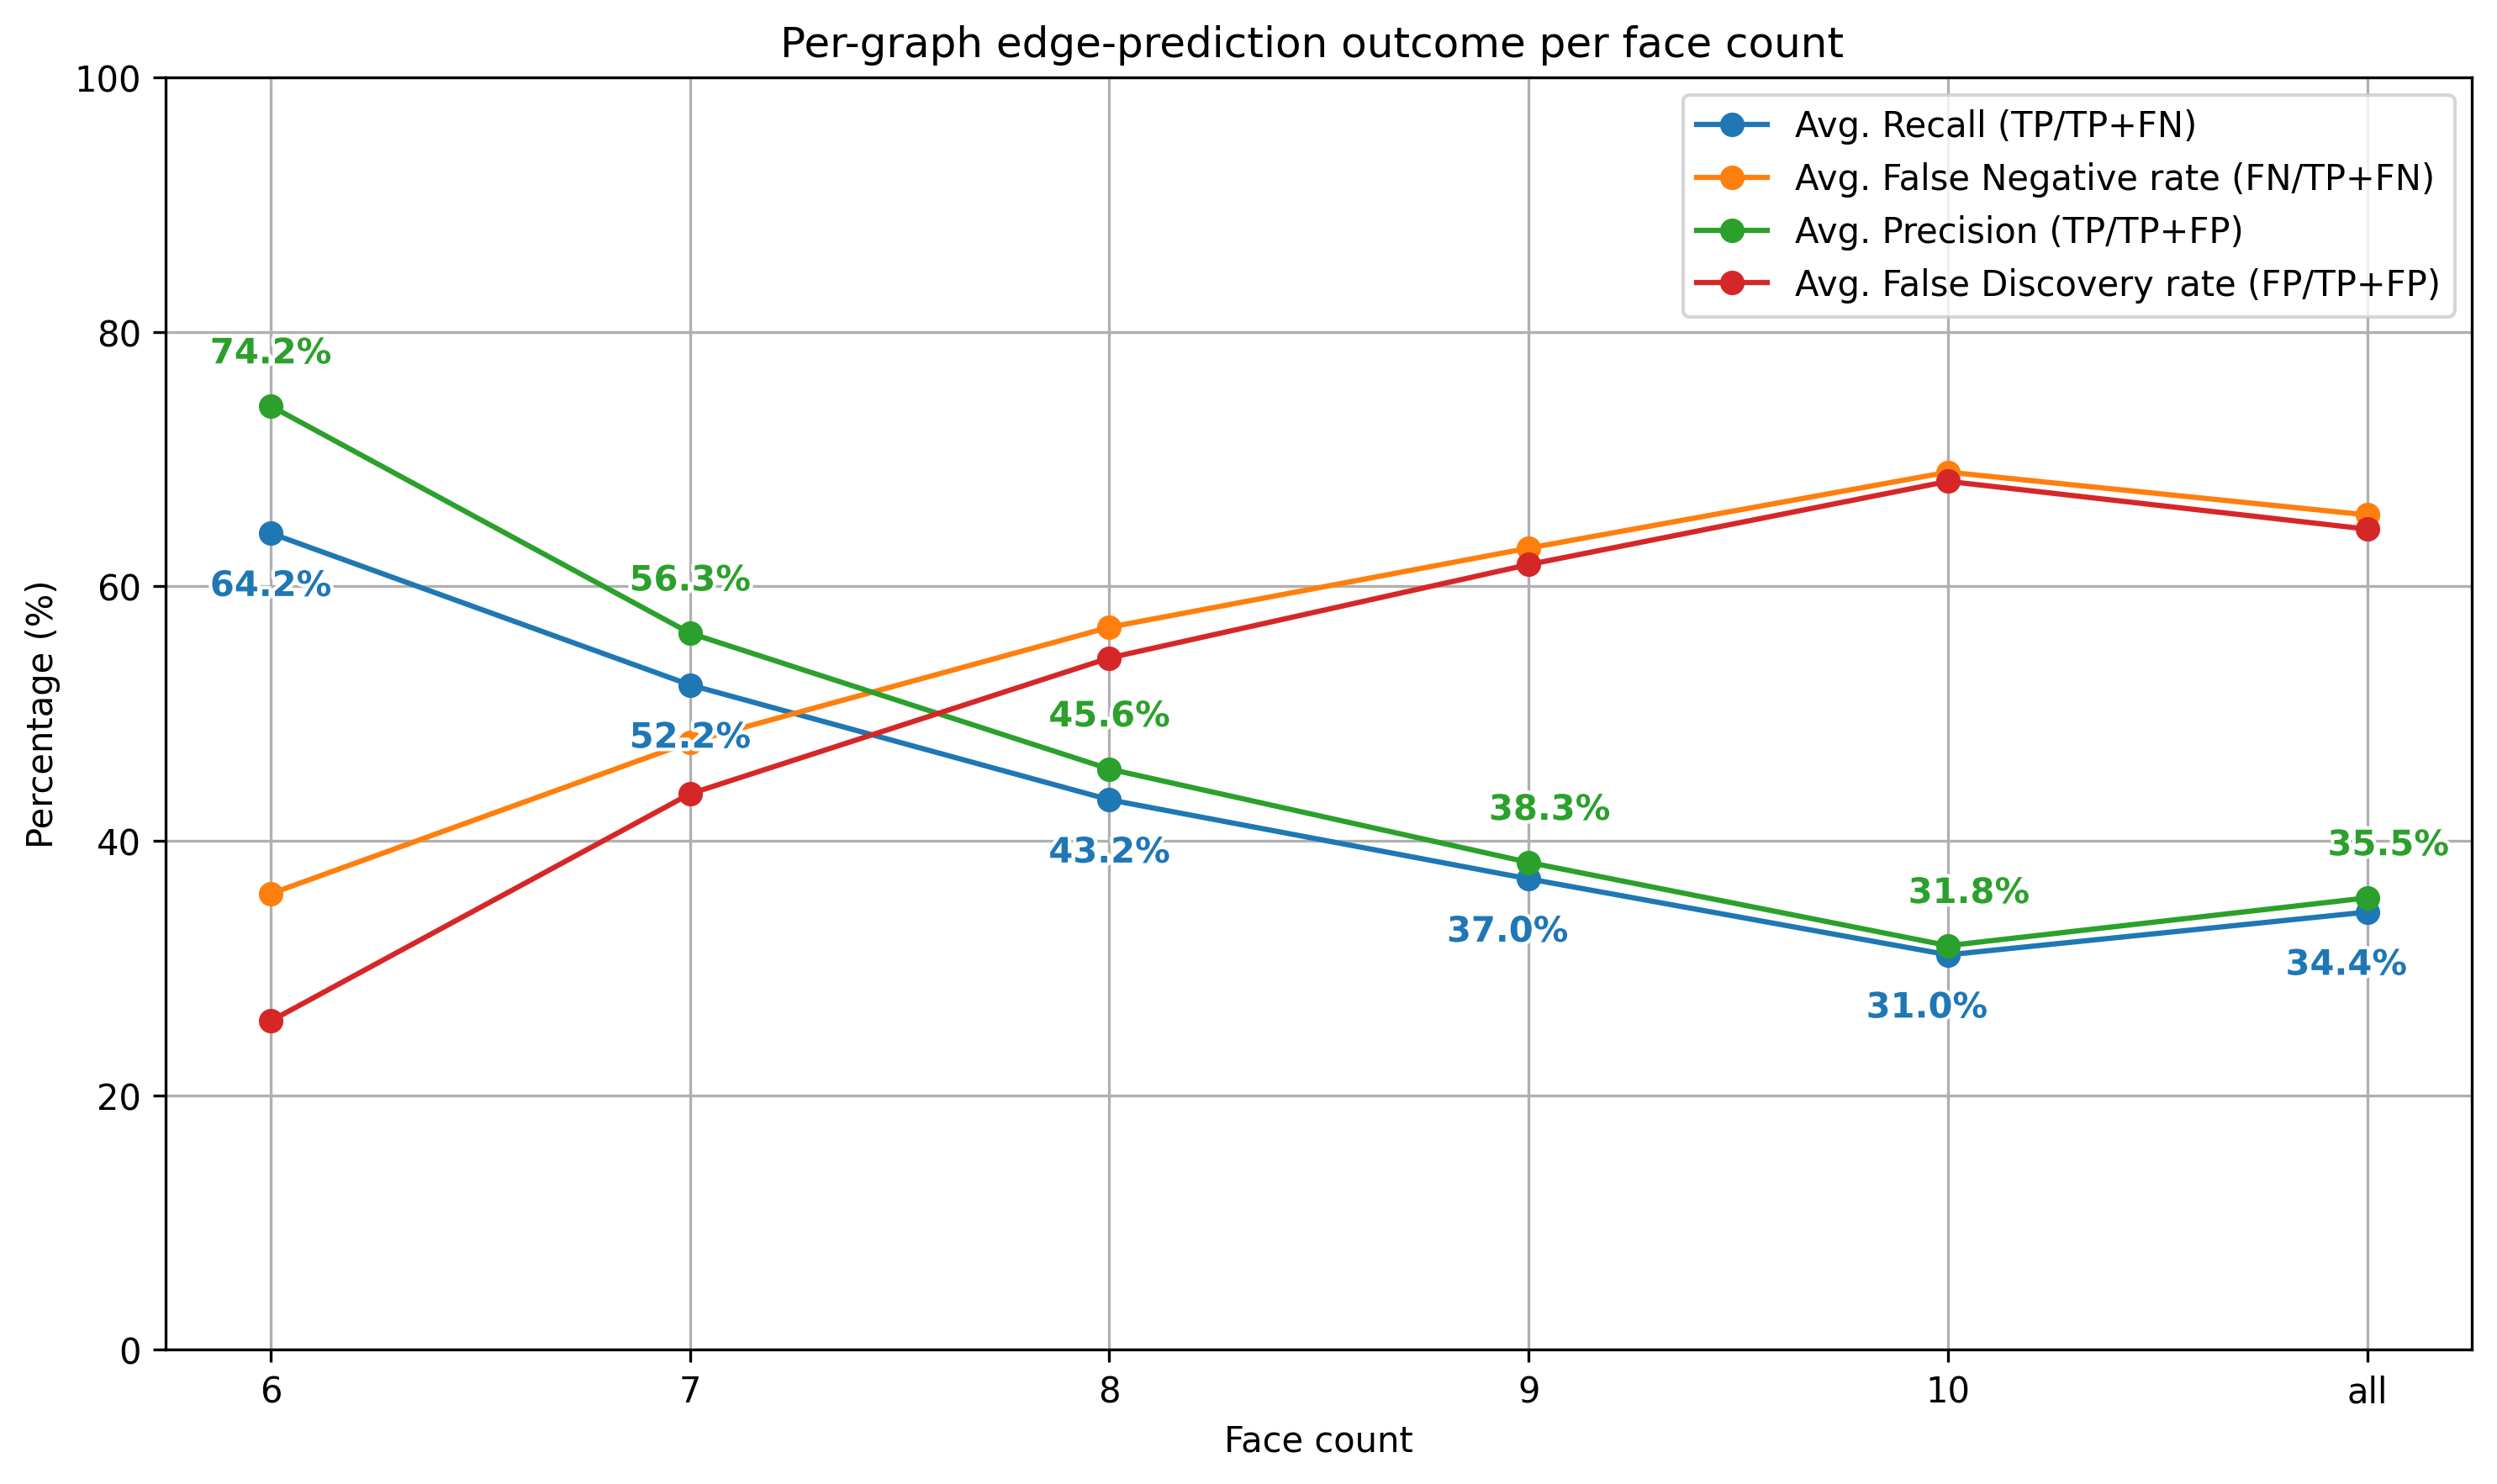 Per-graph edge-prediction outcome per face count
100
80
60
40
20
0
Percentage (%)
Avg. Recall (TP/TP+FN)
Avg. False Negative rate (FN/TP+FN)
Avg. Precision (TP/TP+FP)
Avg. False Discovery rate (FP/TP+FP)
74.2%
64.2%
56.3%
52.2%
45.6%
43.2%
38.3%
37.0%
31.8%
31.0%
35.5%
34.4%
6
7
8
9
10
all
Face count